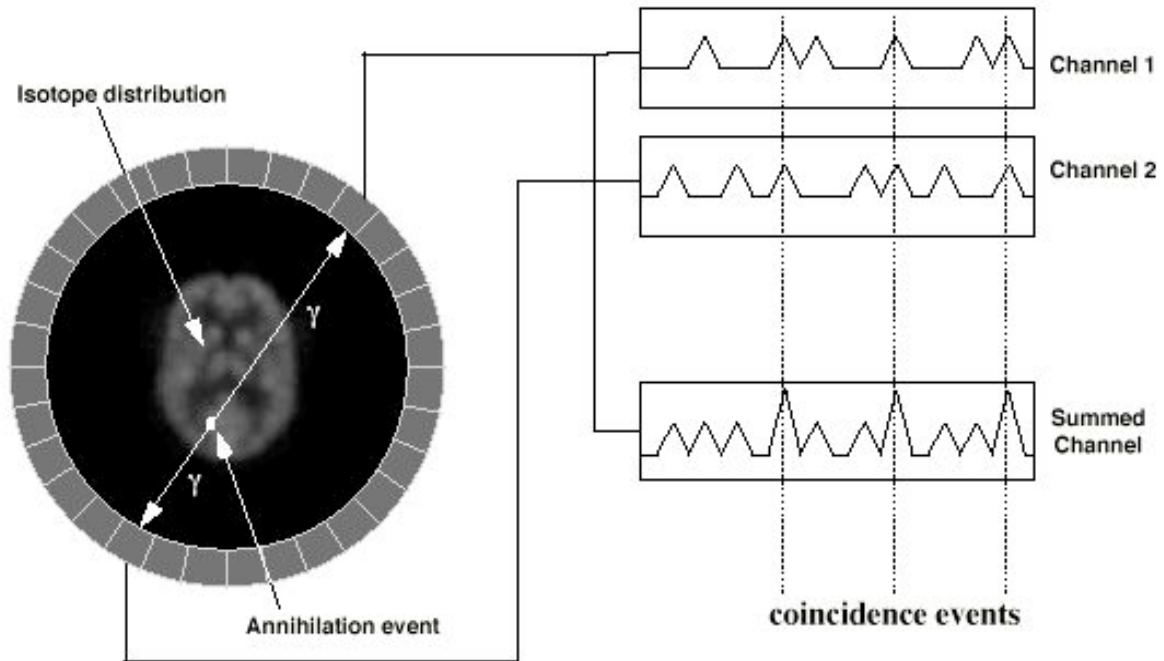 Isotope distribution
γ
γ
Annihilation event
Channel 1
Channel 2
Summed
Channel
coincidence events